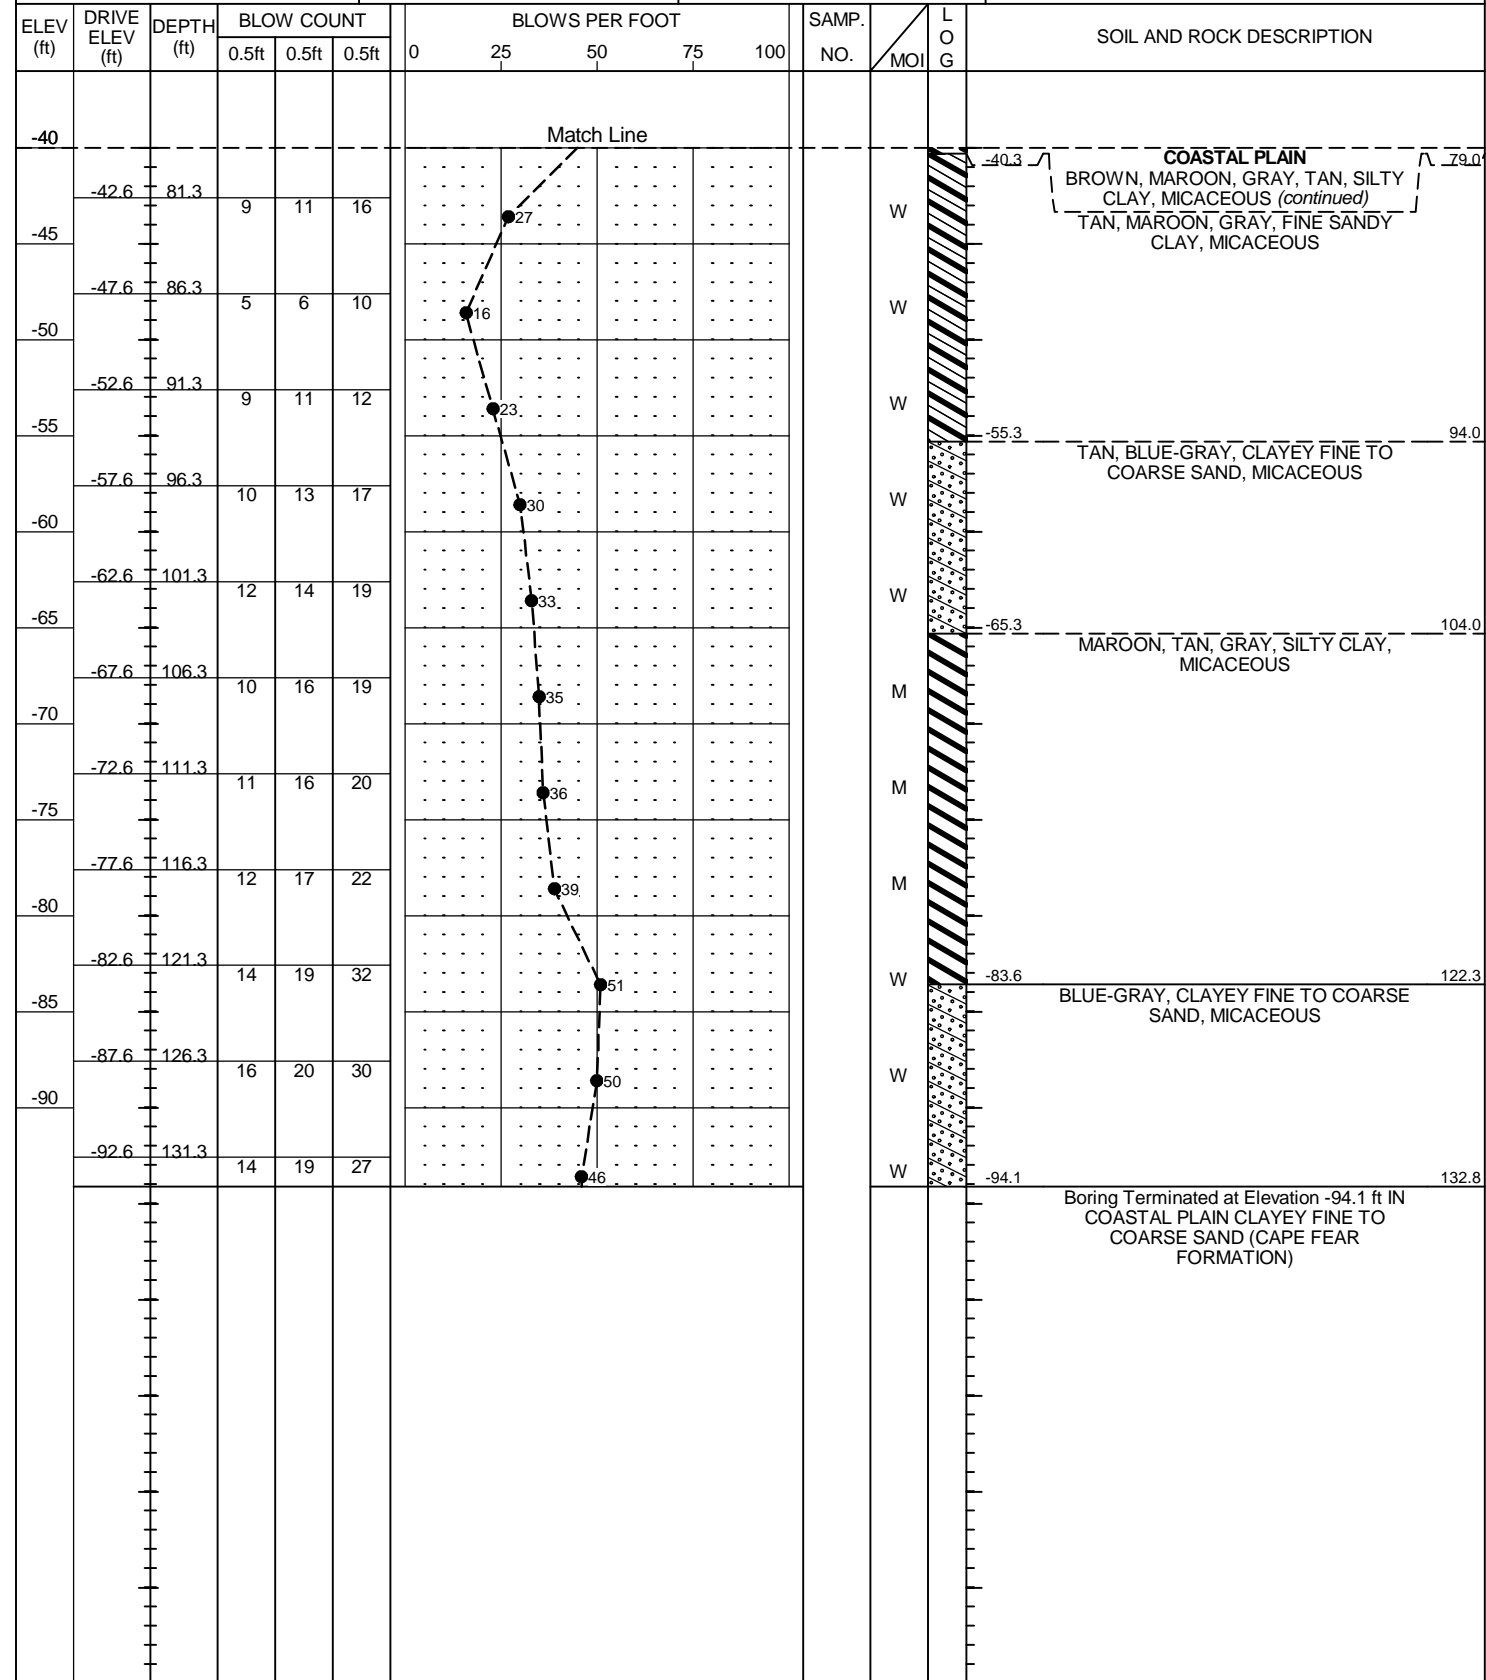 ELEV (ft) DRIVE ELEV (ft) DEPTH (ft) BLOW COUNT BLOWS PER FOOT SAMP. NO. MOI LOG SOIL AND ROCK DESCRIPTION
0.5ft 0.5ft 0.5ft 0 25 50 75 100
Match Line
-40
-40.3 COASTAL PLAIN 79.0
BROWN, MAROON, GRAY, TAN, SILTY
CLAY, MICACEOUS (continued)
-42.6 81.3
9 11 16 27 W
TAN, MAROON, GRAY, FINE SANDY
CLAY, MICACEOUS
-45
-47.6 86.3
5 6 10 16 W
-50
-52.6 91.3
9 11 12 23 W
-55
-55.3 94.0
TAN, BLUE-GRAY, CLAYEY FINE TO
COARSE SAND, MICACEOUS
-57.6 96.3
10 13 17 30 W
-60
-62.6 101.3
12 14 19 33 W
-65
-65.3 104.0
MAROON, TAN, GRAY, SILTY CLAY,
MICACEOUS
-67.6 106.3
10 16 19 35 M
-70
-72.6 111.3
11 16 20 36 M
-75
-77.6 116.3
12 17 22 39 M
-80
-82.6 121.3
14 19 32 51 W
-83.6 122.3
-85
BLUE-GRAY, CLAYEY FINE TO COARSE
SAND, MICACEOUS
-87.6 126.3
16 20 30 50 W
-90
-92.6 131.3
14 19 27 46 W
-94.1 132.8
Boring Terminated at Elevation -94.1 ft IN
COASTAL PLAIN CLAYEY FINE TO
COARSE SAND (CAPE FEAR
FORMATION)